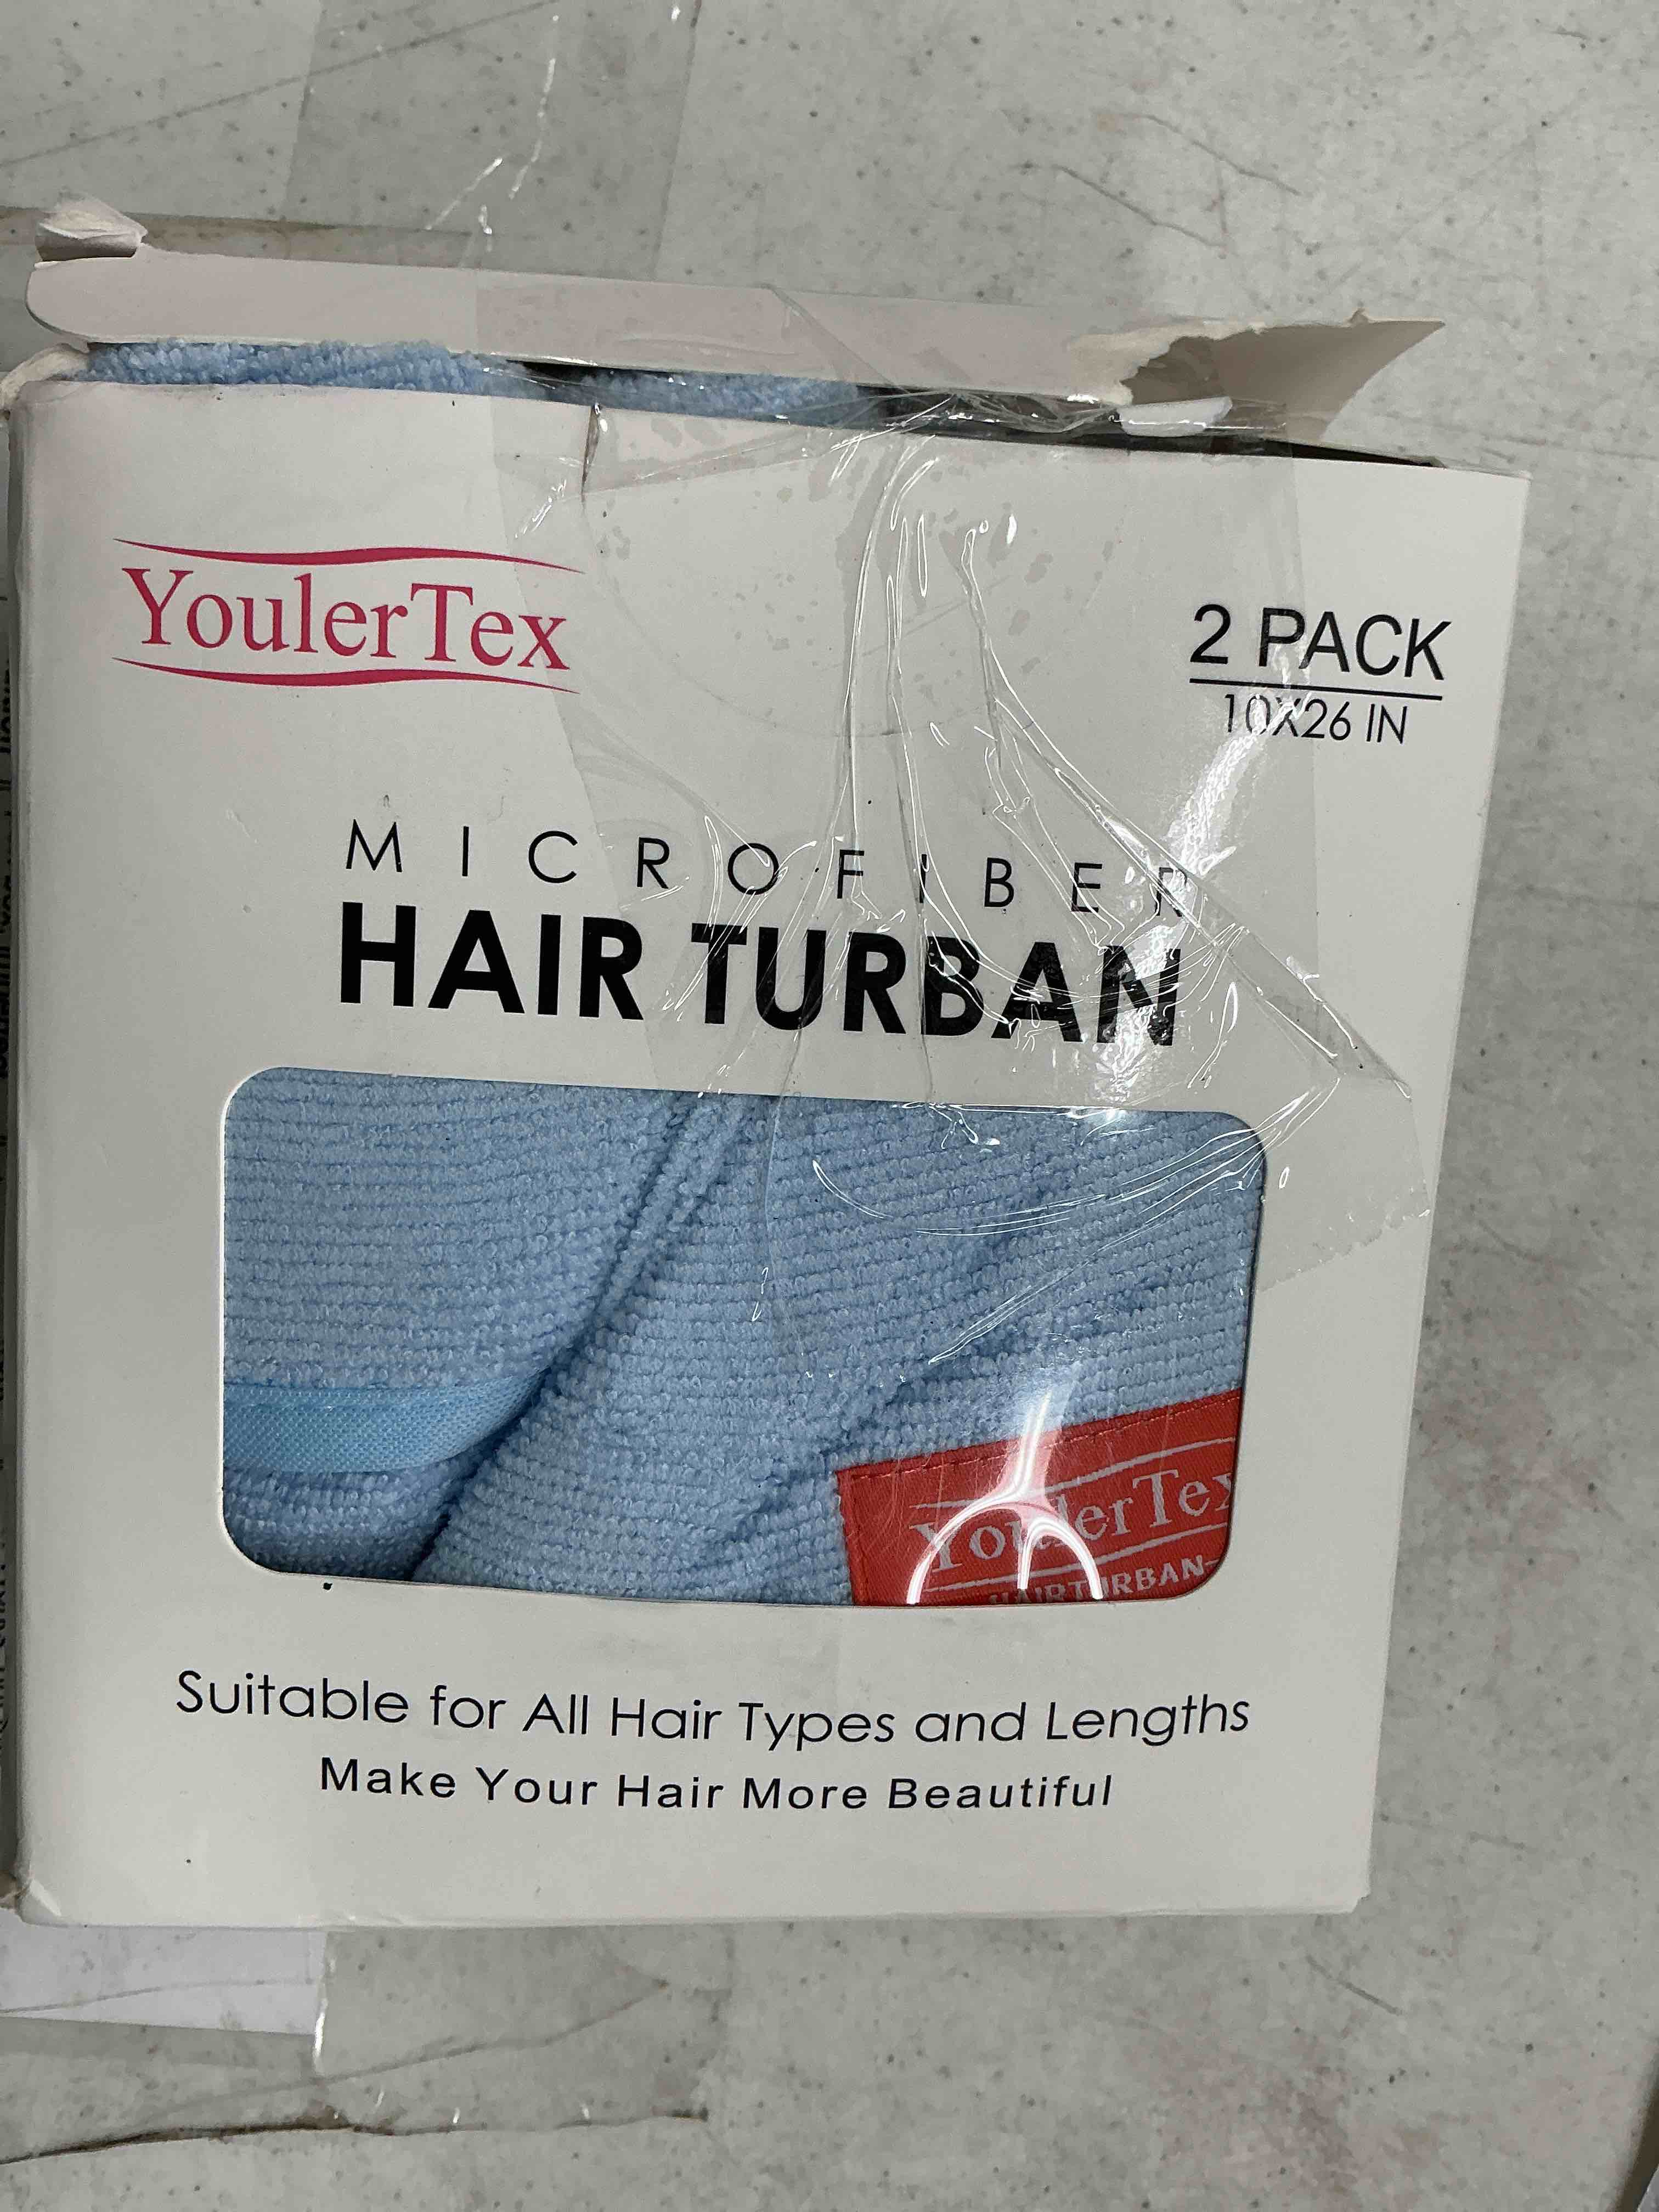 YoulerTex
2 PACK
10X26 IN
MICROFIBER
HAIR TURBAN
YoulerTex
HAIRTURBAN
Suitable for All Hair Types and Lengths
Make Your Hair More Beautiful